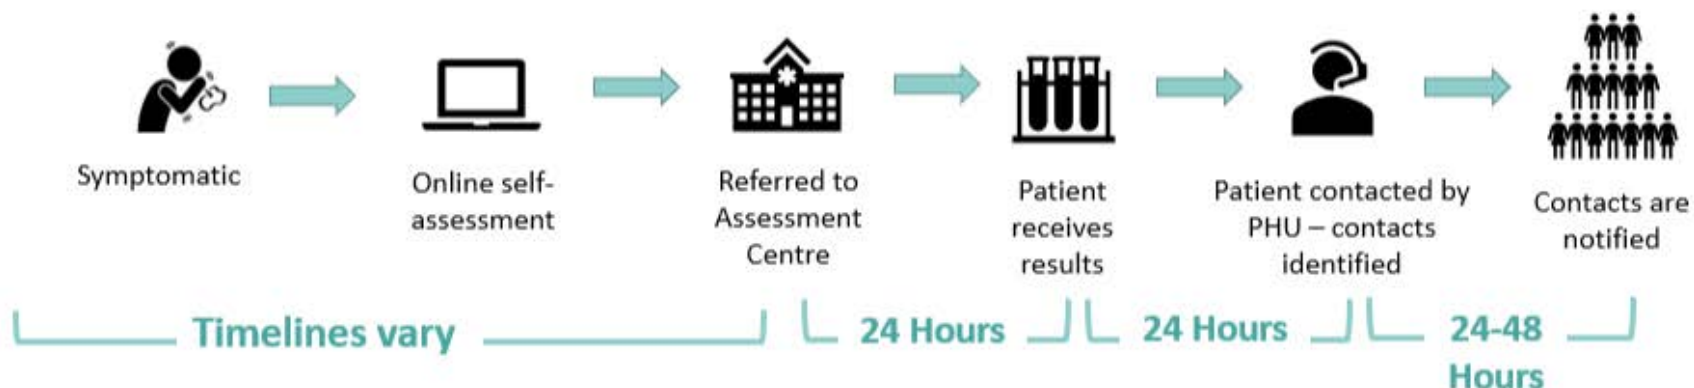 Symptomatic
Online self-
assessment
Referred to
Assessment
Centre
Patient
receives
results
Patient contacted by
PHU – contacts
identified
Contacts are
notified
Timelines vary
24 Hours
24 Hours
24-48
Hours